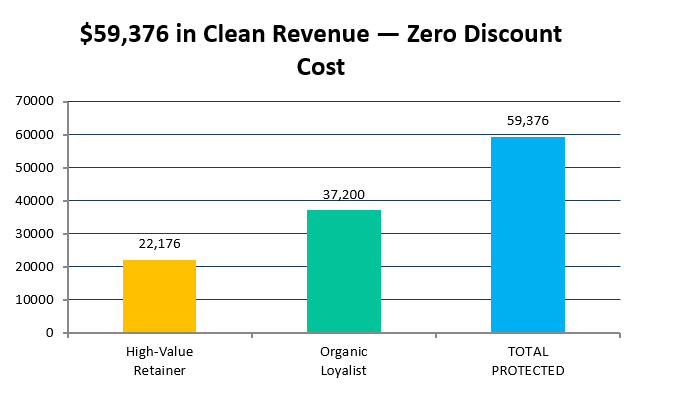 $59,376 in Clean Revenue — Zero Discount
Cost
70000
60000
50000
40000
30000
20000
10000
0
22,176
37,200
59,376
High-Value
Retainer
Organic
Loyalist
TOTAL
PROTECTED